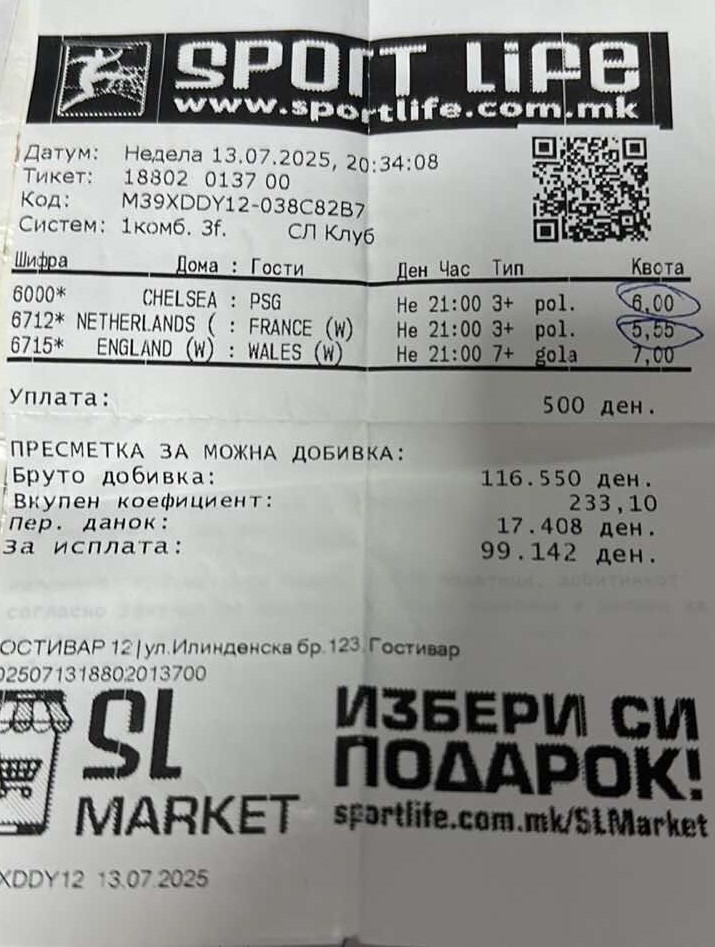 SPORT LIFE
www.sportlife.com.mk
Датум: Недела 13.07.2025, 20:34:08
Тикет: 18802 0137 00
Код: M39XDDY12-038C82B7
Систем: 1комб. 3f. СЛ Клуб
Шифра Дома : Гости Ден Час Тип Квота
6000* CHELSEA : PSG Не 21:00 3+ pol. 6,00
6712* NETHERLANDS ( : FRANCE (W) Не 21:00 3+ pol. 5,55
6715* ENGLAND (W) : WALES (W) Не 21:00 7+ gola 7,00
Уплата: 500 ден.
ПРЕСМЕТКА ЗА МОЖНА ДОБИВКА:
Бруто добивка: 116.550 ден.
Вкупен коефициент: 233,10
Пер. данок: 17.408 ден.
За исплата: 99.142 ден.
согласно
ОСТИВАР 12|ул.Илинденска бр.123 Гостивар
025071318802013700
SL
MARKET
ИЗБЕРИ СИ
ПОДАРОК!
sportlife.com.mk/SLMarket
XDDY12 13.07.2025